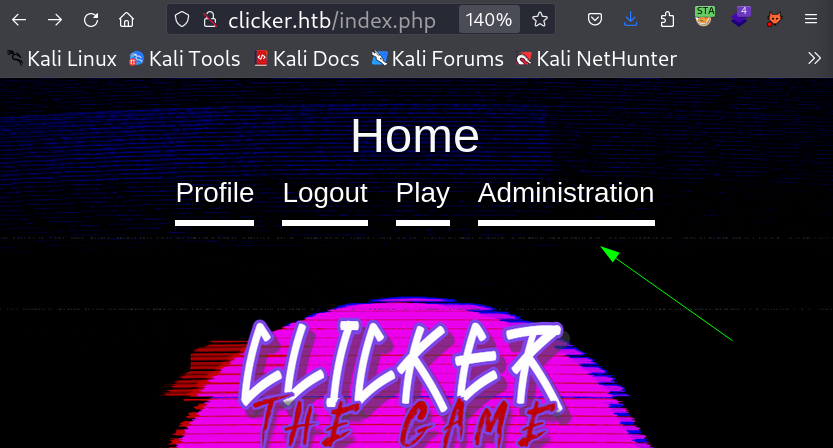 clicker.htb/index.php 140% STA 4
Kali Linux Kali Tools Kali Docs Kali Forums Kali NetHunter
Home
Profile Logout Play Administration
CLICKER
THE GAME